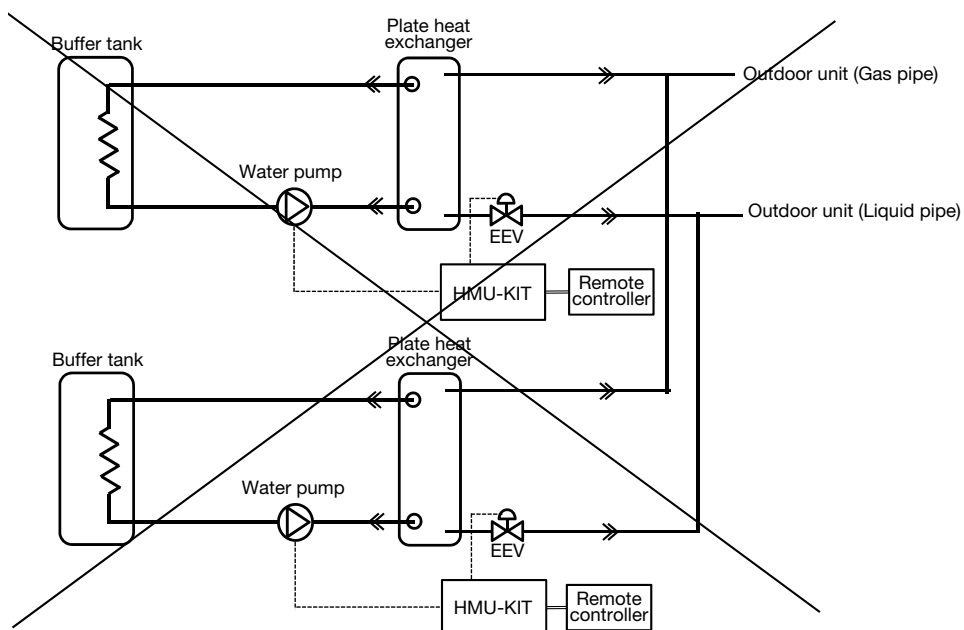 Plate heat
exchanger
Buffer tank
Outdoor unit (Gas pipe)
Water pump
Outdoor unit (Liquid pipe)
EEV
HMU-KIT
Remote
controller
Plate heat
exchanger
Buffer tank
Water pump
EEV
HMU-KIT
Remote
controller